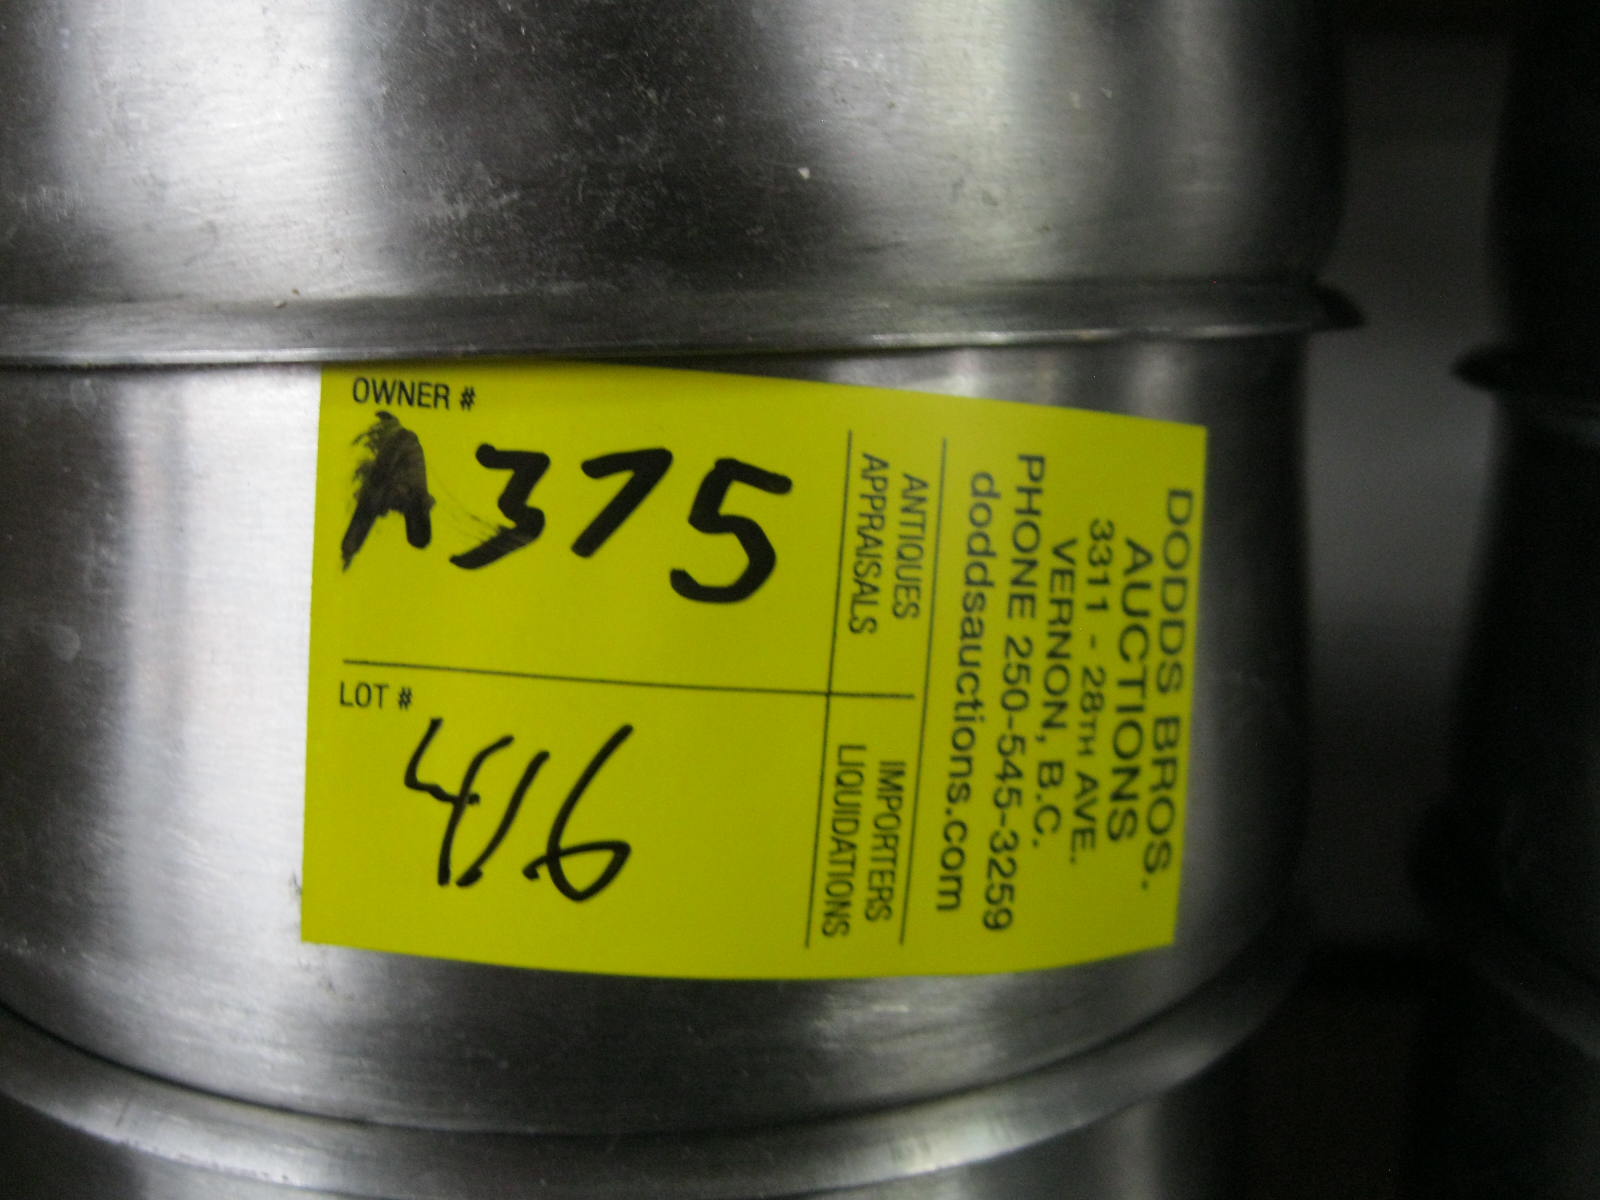 OWNER #
A375
LOT #
416
ANTIQUES
APPRAISALS
IMPORTERS
LIQUIDATIONS
DODDS BROS.
AUCTIONS
3311 - 28TH AVE.
VERNON, B.C.
PHONE 250-545-3259
doddsauctions.com